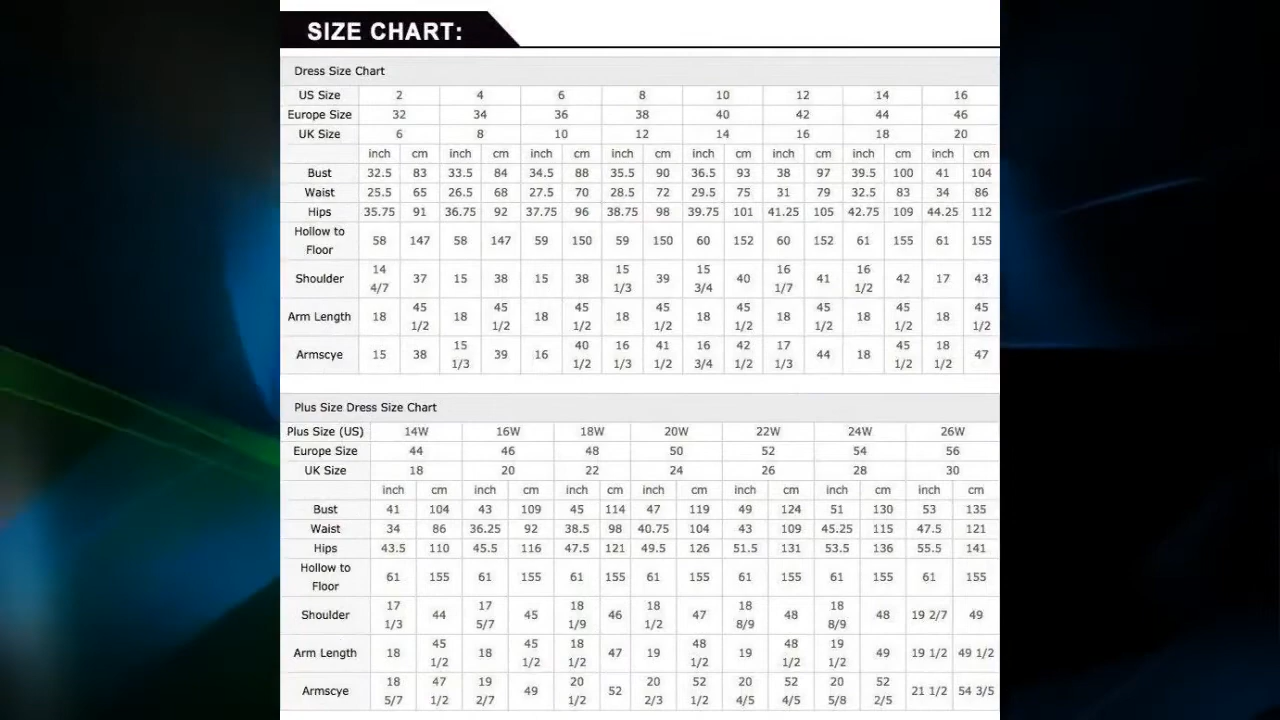 SIZE CHART:
Dress Size Chart
US Size 2 4 6 8 10 12 14 16
Europe Size 32 34 36 38 40 42 44 46
UK Size 6 8 10 12 14 16 18 20
inch cm inch cm inch cm inch cm inch cm inch cm inch cm inch cm
Bust 32.5 83 33.5 84 34.5 88 35.5 90 36.5 93 38 97 39.5 100 41 104
Waist 25.5 65 26.5 68 27.5 70 28.5 72 29.5 75 31 79 32.5 83 34 86
Hips 35.75 91 36.75 92 37.75 96 38.75 98 39.75 101 41.25 105 42.75 109 44.25 112
Hollow to Floor 58 147 58 147 59 150 59 150 60 152 60 152 61 155 61 155
Shoulder 14 4/7 37 15 38 15 38 15 1/3 39 15 3/4 40 16 1/7 41 16 1/2 42 17 43
Arm Length 18 45 1/2 18 45 1/2 18 45 1/2 18 45 1/2 18 45 1/2 18 45 1/2 18 45 1/2 18 45 1/2
Armscye 15 38 15 1/3 39 16 40 1/2 16 1/3 41 1/2 16 3/4 42 1/2 17 1/3 44 18 45 1/2 18 1/2 47
Plus Size Dress Size Chart
Plus Size (US) 14W 16W 18W 20W 22W 24W 26W
Europe Size 44 46 48 50 52 54 56
UK Size 18 20 22 24 26 28 30
inch cm inch cm inch cm inch cm inch cm inch cm inch cm
Bust 41 104 43 109 45 114 47 119 49 124 51 130 53 135
Waist 34 86 36.25 92 38.5 98 40.75 104 43 109 45.25 115 47.5 121
Hips 43.5 110 45.5 116 47.5 121 49.5 126 51.5 131 53.5 136 55.5 141
Hollow to Floor 61 155 61 155 61 155 61 155 61 155 61 155 61 155
Shoulder 17 1/3 44 17 5/7 45 18 1/9 46 18 1/2 47 18 8/9 48 18 8/9 48 19 2/7 49
Arm Length 18 45 1/2 18 45 1/2 18 1/2 47 19 48 1/2 19 48 1/2 19 1/2 49 19 1/2 49 1/2
Armscye 18 5/7 47 1/2 19 2/7 49 20 1/2 52 20 2/3 52 1/2 20 4/5 52 4/5 20 5/8 52 2/5 21 1/2 54 3/5